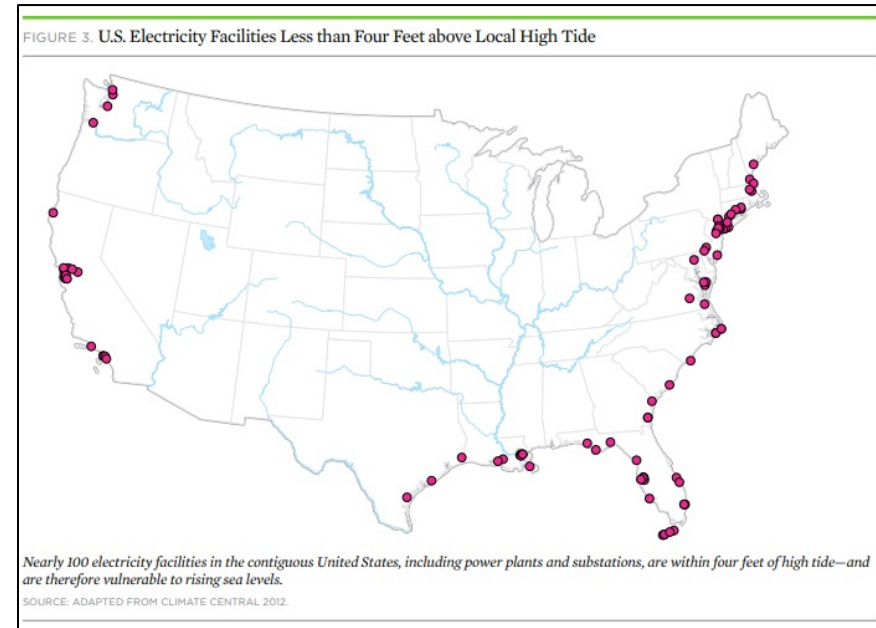 FIGURE 3. U.S. Electricity Facilities Less than Four Feet above Local High Tide
Nearly 100 electricity facilities in the contiguous United States, including power plants and substations, are within four feet of high tide—and
are therefore vulnerable to rising sea levels.
SOURCE: ADAPTED FROM CLIMATE CENTRAL 2012.